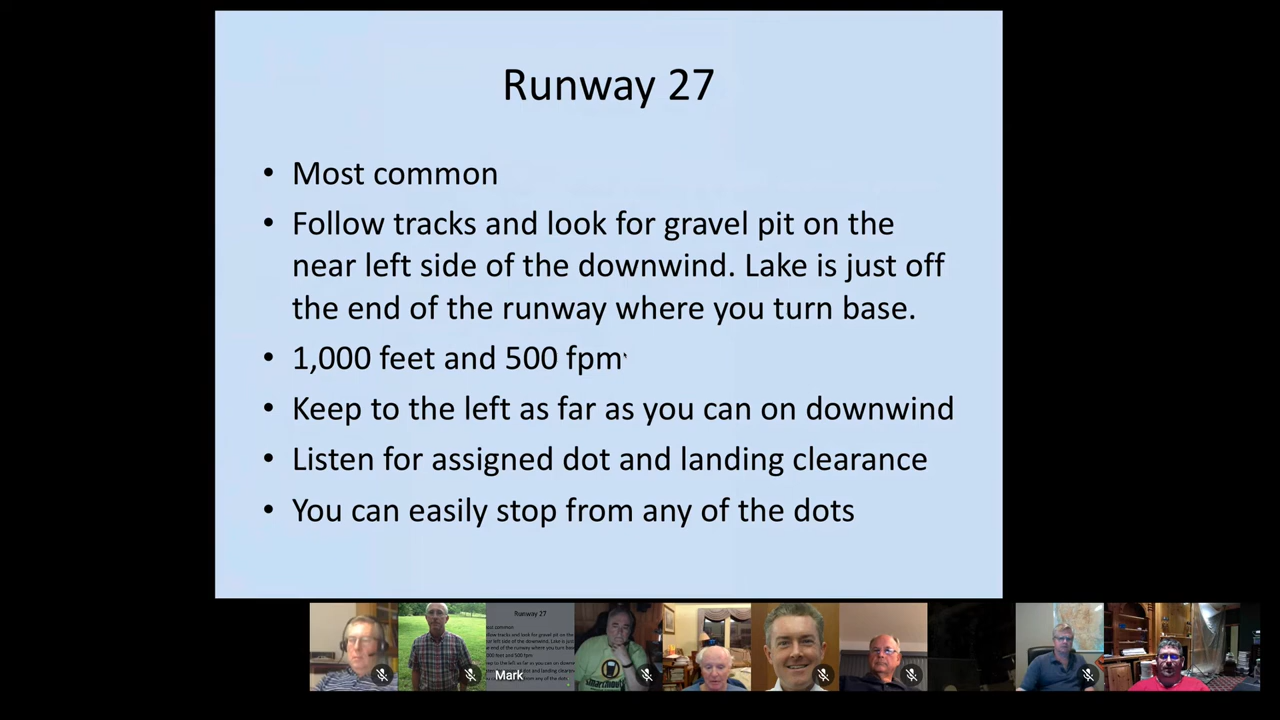 Runway 27
• Most common
• Follow tracks and look for gravel pit on the
near left side of the downwind. Lake is just off
the end of the runway where you turn base.
• 1,000 feet and 500 fpm
• Keep to the left as far as you can on downwind
• Listen for assigned dot and landing clearance
• You can easily stop from any of the dots
Runway 27
Mark